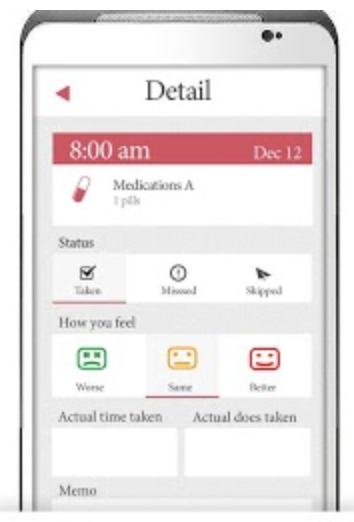 Detail
8:00 am Dec 12
Medications A
1 pills
Status
Taken Missed Skipped
How you feel
Worse Same Better
Actual time taken Actual does taken
Memo